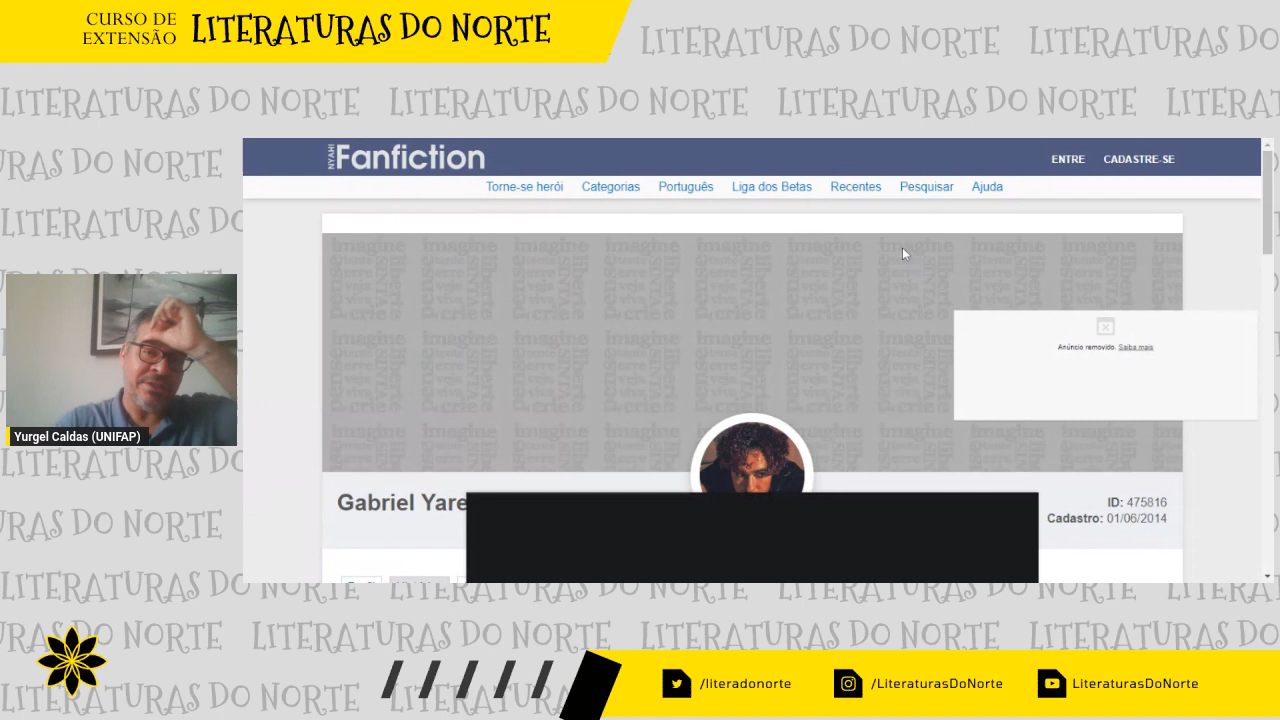 CURSO DE
EXTENSÃO
LITERATURAS DO NORTE
LITERATURAS DO NORTE
NYAH!
Fanfiction
ENTRE CADASTRE-SE
Torne-se herói Categorias Português Liga dos Betas Recentes Pesquisar Ajuda
Anúncio removido. Saiba mais
Yurgel Caldas (UNIFAP)
Gabriel Yare
ID: 475816
Cadastro: 01/06/2014
/literadonorte
/LiteraturasDoNorte
LiteraturasDoNorte